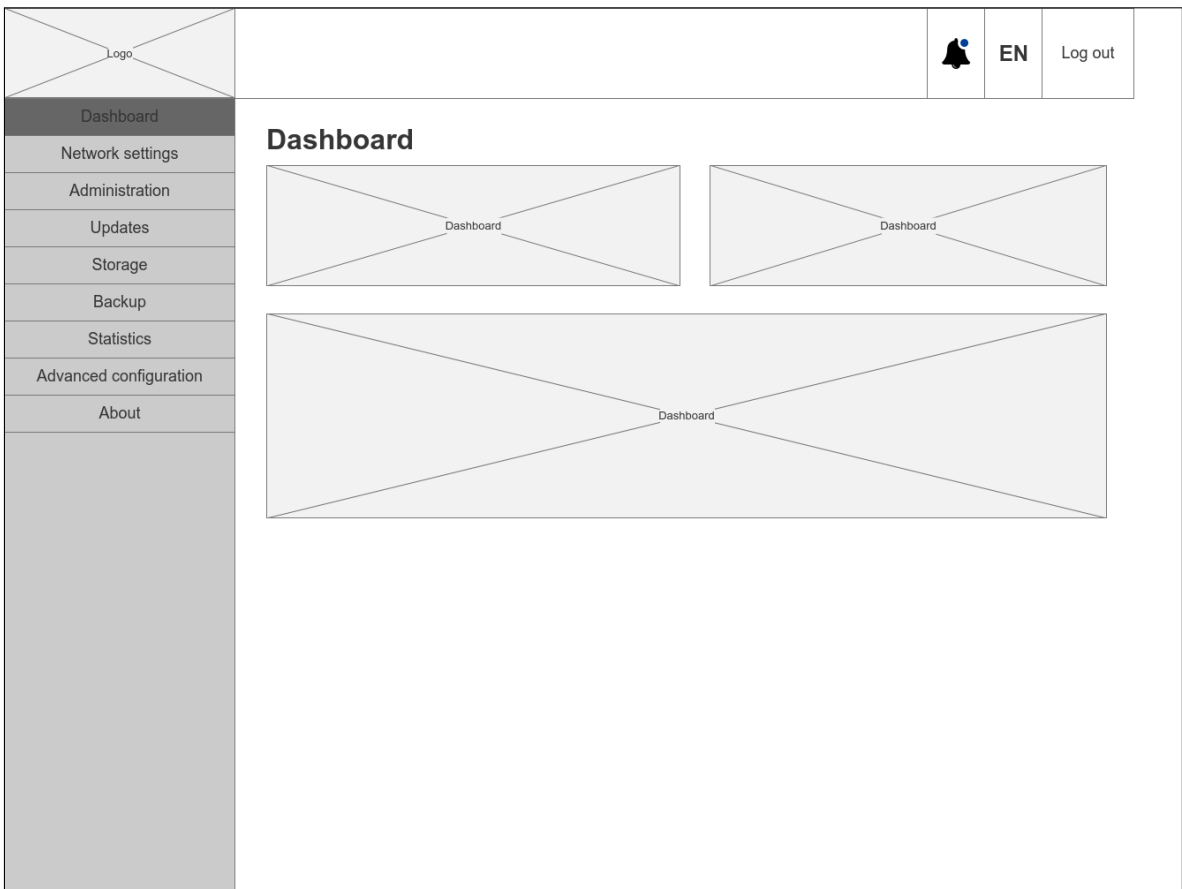 Logo
EN
Log out
Dashboard
Network settings
Administration
Updates
Storage
Backup
Statistics
Advanced configuration
About
Dashboard
Dashboard
Dashboard
Dashboard